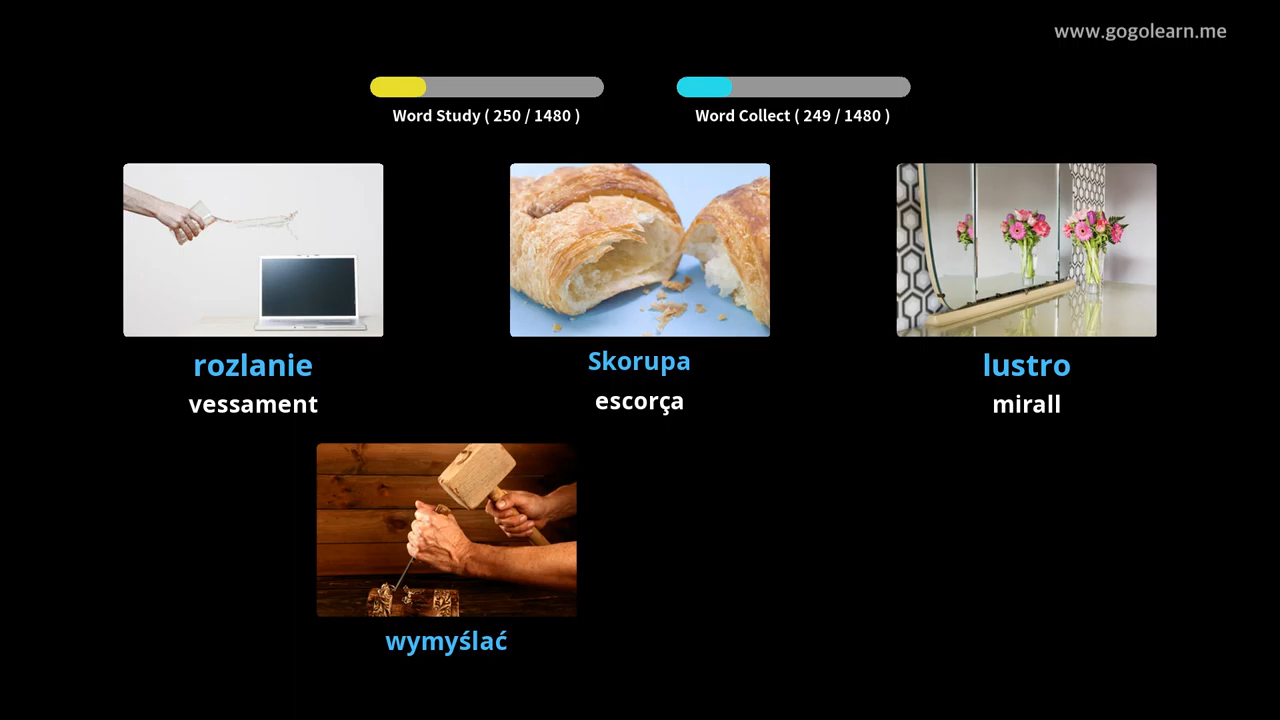 www.gogolearn.me
Word Study ( 250 / 1480 )
Word Collect ( 249 / 1480 )
rozlanie
vessament
Skorupa
escorça
lustro
mirall
wymyślać